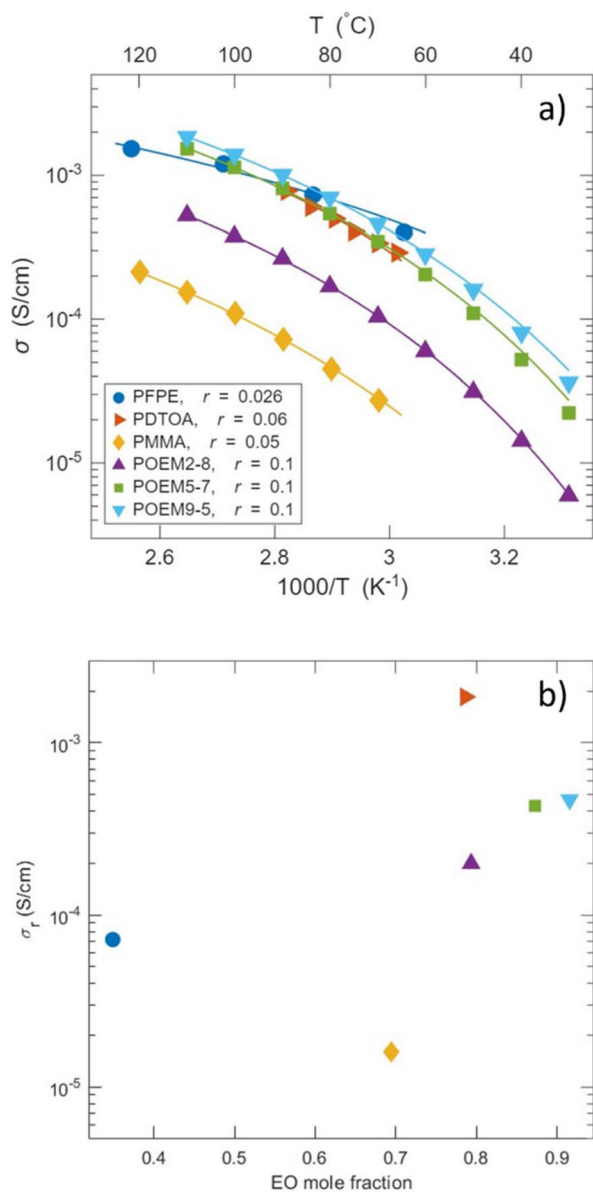 T (°C)
120 100 80 60 40
a)
10⁻³
10⁻⁴
10⁻⁵
σ (S/cm)
PFPE, r = 0.026
PDTOA, r = 0.06
PMMA, r = 0.05
POEM2-8, r = 0.1
POEM5-7, r = 0.1
POEM9-5, r = 0.1
2.6 2.8 3 3.2
1000/T (K⁻¹)
b)
10⁻³
10⁻⁴
10⁻⁵
σᵣ (S/cm)
0.4 0.5 0.6 0.7 0.8 0.9
EO mole fraction